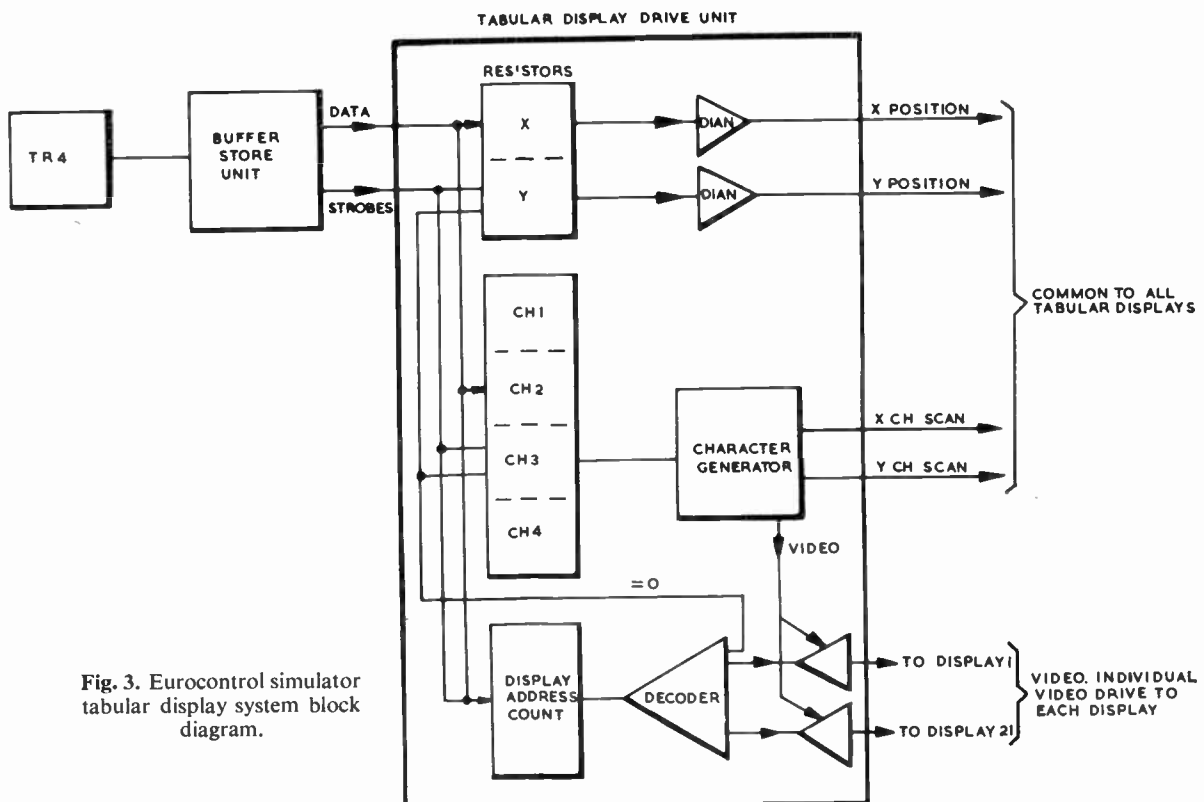 TABULAR DISPLAY DRIVE UNIT
RES'STORS
DATA
X
DIAN
X POSITION
TR4
BUFFER
STORE
UNIT
STROBES
Y
DIAN
Y POSITION
CH1
CH2
CH3
CH4
CHARACTER
GENERATOR
X CH SCAN
Y CH SCAN
COMMON TO ALL
TABULAR DISPLAYS
VIDEO
=O
DISPLAY
ADDRESS
COUNT
DECODER
TO DISPLAY 1
TO DISPLAY 21
VIDEO. INDIVIDUAL
VIDEO DRIVE TO
EACH DISPLAY
Fig. 3. Eurocontrol simulator
tabular display system block
diagram.